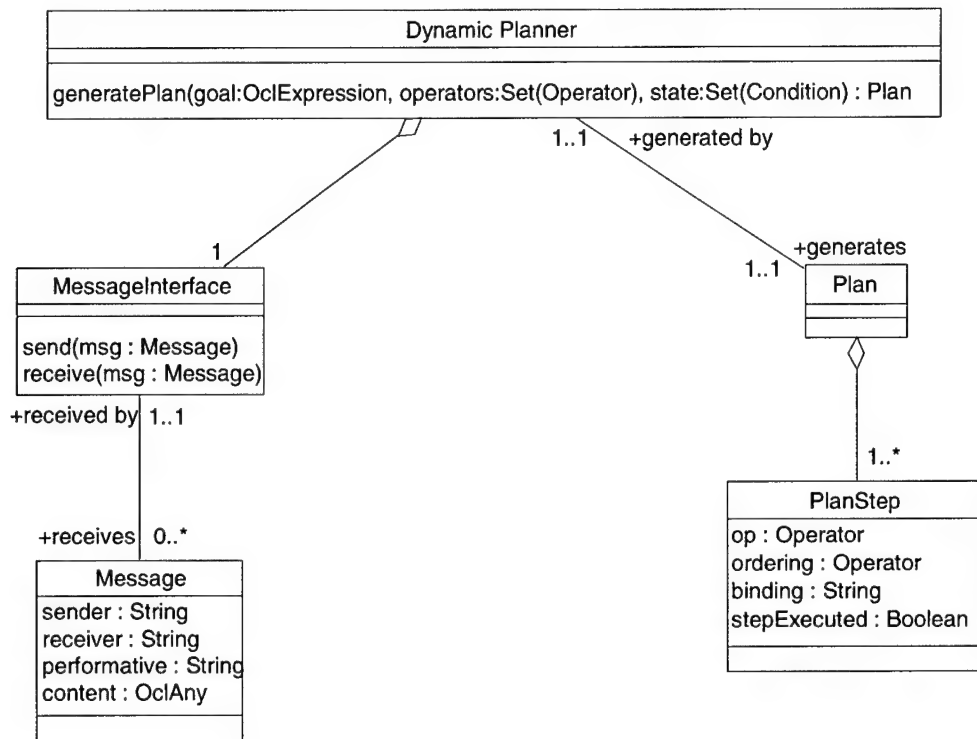 Dynamic Planner
generatePlan(goal:OclExpression, operators:Set(Operator), state:Set(Condition) : Plan
1..1 +generated by
1
+generates
1..1
MessageInterface
Plan
send(msg : Message)
receive(msg : Message)
+received by 1..1
1..*
PlanStep
op : Operator
ordering : Operator
binding : String
stepExecuted : Boolean
+receives 0..*
Message
sender : String
receiver : String
performative : String
content : OclAny